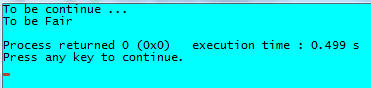 To be continue ...
To be Fair
Process returned 0 (0x0)   execution time : 0.499 s
Press any key to continue.